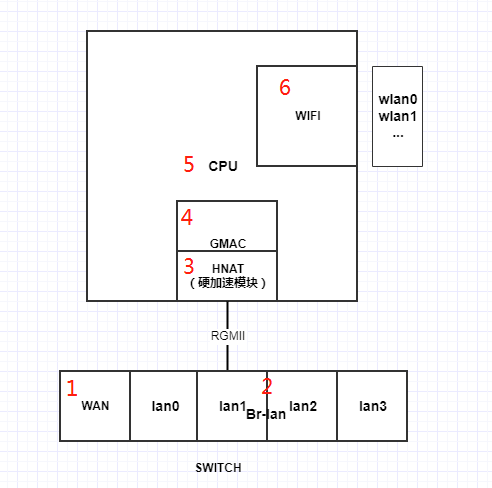 6
WIFI
wlan0
wlan1
...
5 CPU
4
GMAC
3 HNAT
（硬加速模块）
RGMII
1 WAN
lan0
lan1
2
Br-lan
lan2
lan3
SWITCH